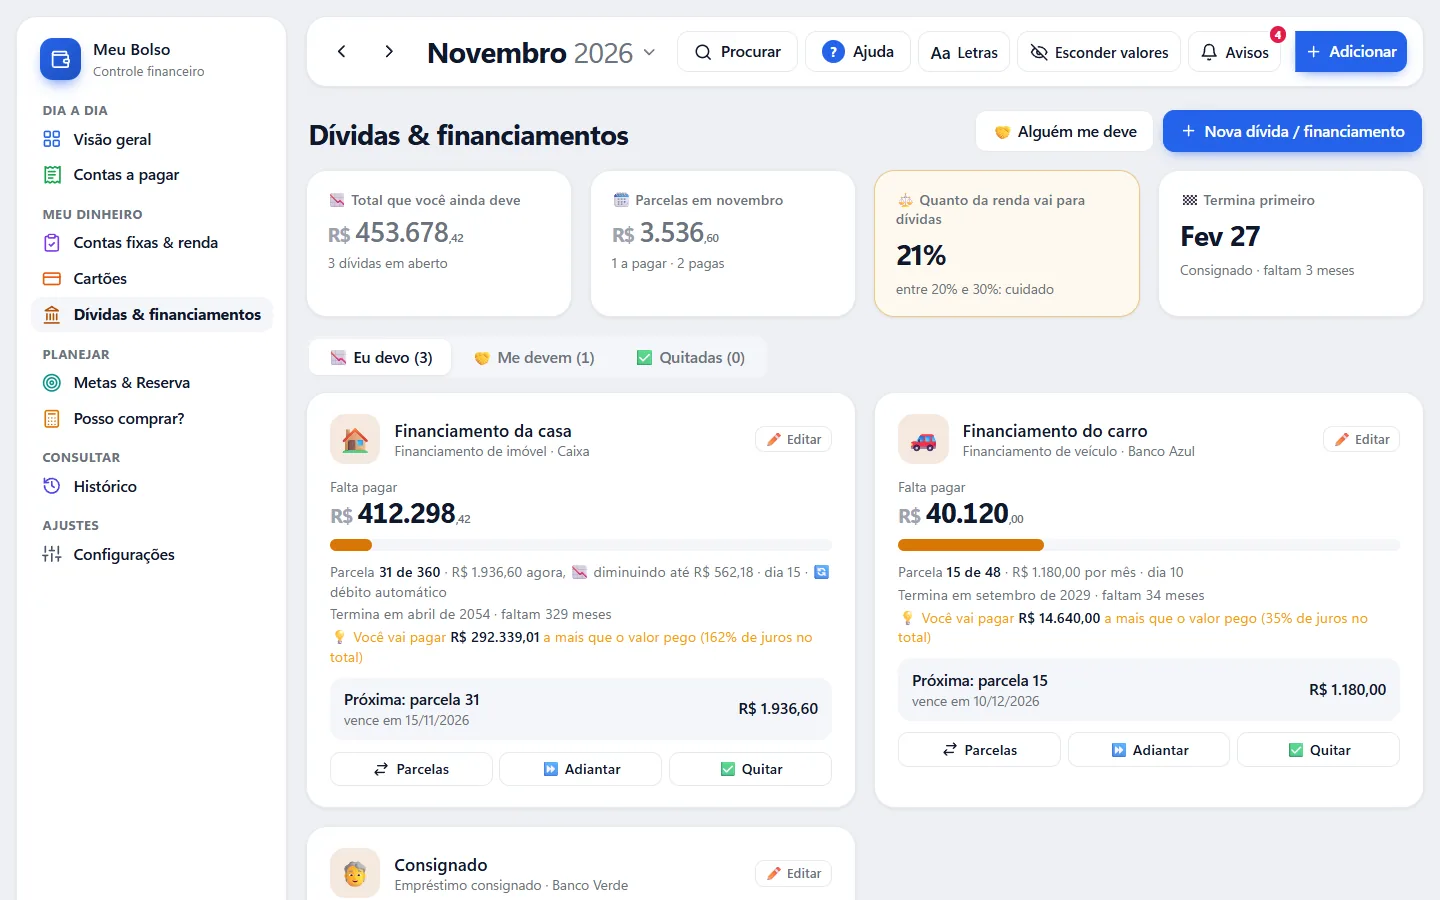 Meu Bolso
Controle financeiro
DIA A DIA
Visão geral
Contas a pagar
MEU DINHEIRO
Contas fixas & renda
Cartões
Dívidas & financiamentos
PLANEJAR
Metas & Reserva
Posso comprar?
CONSULTAR
Histórico
AJUSTES
Configurações
Novembro 2026
Procurar
? Ajuda
Aa Letras
Esconder valores
Avisos
4
+ Adicionar
Dívidas & financiamentos
Alguém me deve
+ Nova dívida / financiamento
Total que você ainda deve
R$ 453.678,42
3 dívidas em aberto
Parcelas em novembro
R$ 3.536,60
1 a pagar · 2 pagas
Quanto da renda vai para
dívidas
21%
entre 20% e 30%: cuidado
Termina primeiro
Fev 27
Consignado · faltam 3 meses
Eu devo (3)
Me devem (1)
Quitadas (0)
Financiamento da casa
Financiamento de imóvel · Caixa
Editar
Falta pagar
R$ 412.298,42
Parcela 31 de 360 · R$ 1.936,60 agora, diminuindo até R$ 562,18 · dia 15 ·
débito automático
Termina em abril de 2054 · faltam 329 meses
Você vai pagar R$ 292.339,01 a mais que o valor pego (162% de juros no
total)
Próxima: parcela 31
vence em 15/11/2026
R$ 1.936,60
Parcelas
Adiantar
Quitar
Financiamento do carro
Financiamento de veículo · Banco Azul
Editar
Falta pagar
R$ 40.120,00
Parcela 15 de 48 · R$ 1.180,00 por mês · dia 10
Termina em setembro de 2029 · faltam 34 meses
Você vai pagar R$ 14.640,00 a mais que o valor pego (35% de juros no
total)
Próxima: parcela 15
vence em 10/12/2026
R$ 1.180,00
Parcelas
Adiantar
Quitar
Consignado
Empréstimo consignado · Banco Verde
Editar